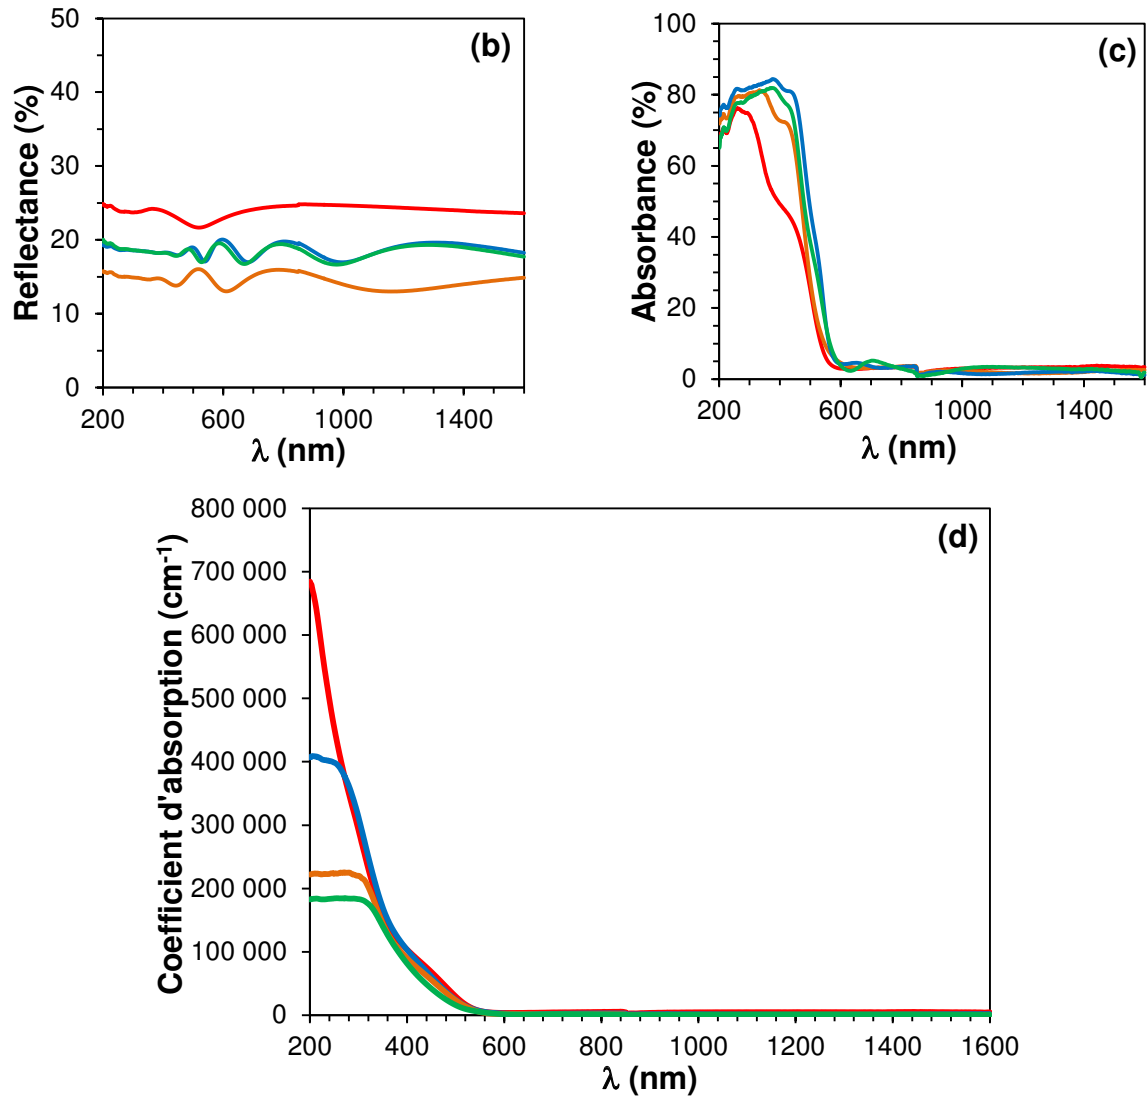 (b)
Reflectance (%)
50
40
30
20
10
0
200 600 1000 1400
λ (nm)
(c)
Absorbance (%)
100
80
60
40
20
0
200 600 1000 1400
λ (nm)
(d)
Coefficient d'absorption (cm⁻¹)
800 000
700 000
600 000
500 000
400 000
300 000
200 000
100 000
0
200 400 600 800 1000 1200 1400 1600
λ (nm)